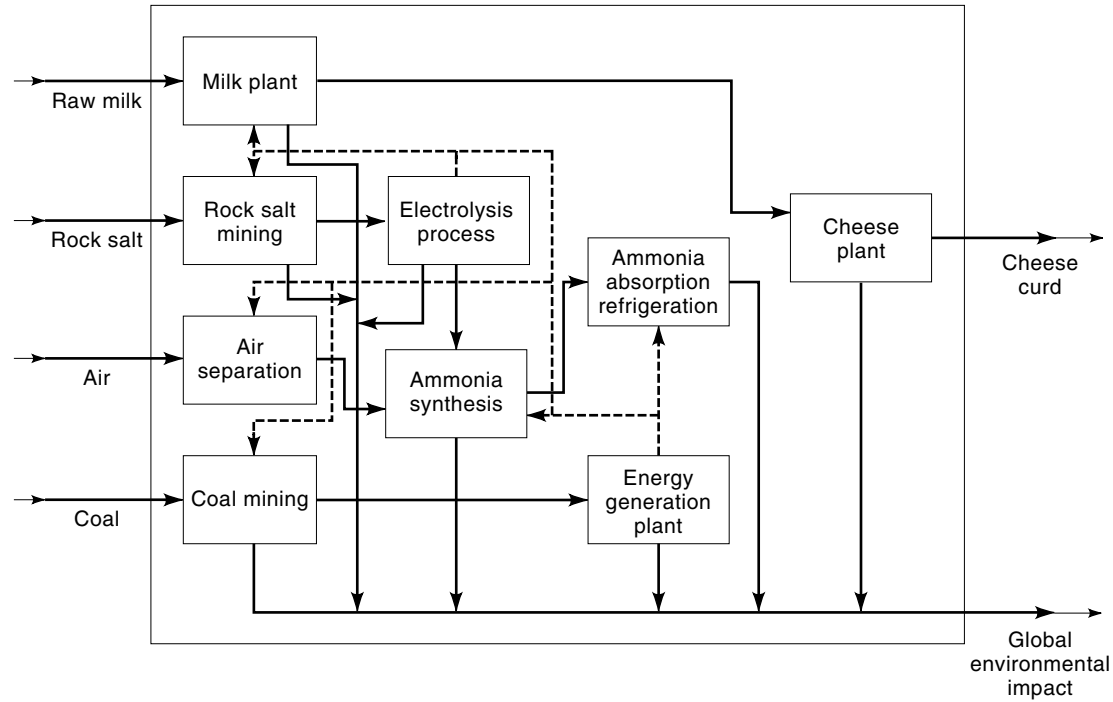 Milk plant
Raw milk
Rock salt
mining
Rock salt
Electrolysis
process
Cheese
plant
Cheese
curd
Ammonia
absorption
refrigeration
Air
separation
Air
Ammonia
synthesis
Coal mining
Coal
Energy
generation
plant
Global
environmental
impact